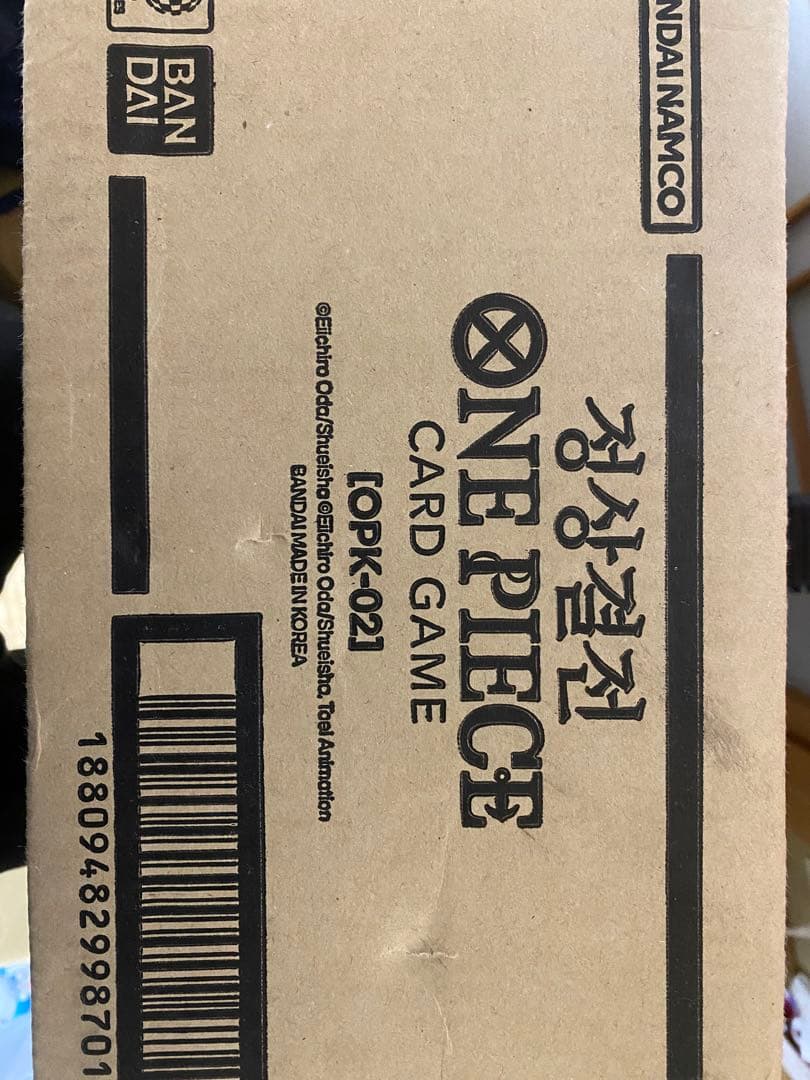 NDAI NAMCO
정상결전
ONE PIECE
CARD GAME
[OPK-02]
©Eiichiro Oda/Shueisha ©Eiichiro Oda/Shueisha, Toei Animation
BANDAI MADE IN KOREA
BAN
DAI
18809482998701